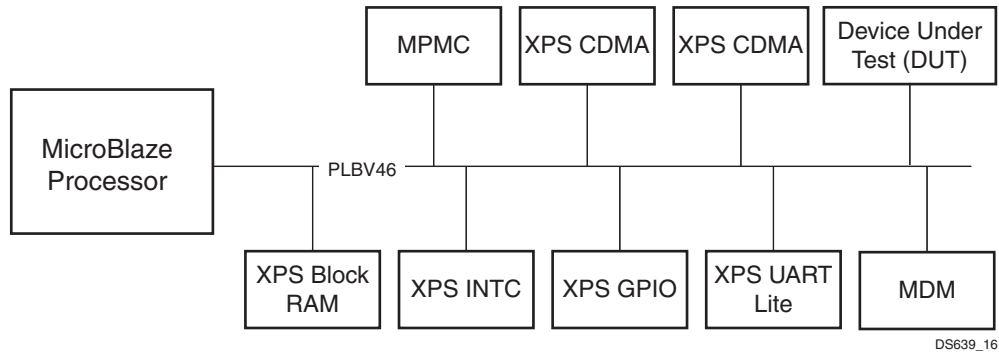 MPMC
XPS CDMA
XPS CDMA
Device Under
Test (DUT)
MicroBlaze
Processor
PLBV46
XPS Block
RAM
XPS INTC
XPS GPIO
XPS UART
Lite
MDM
DS639_16